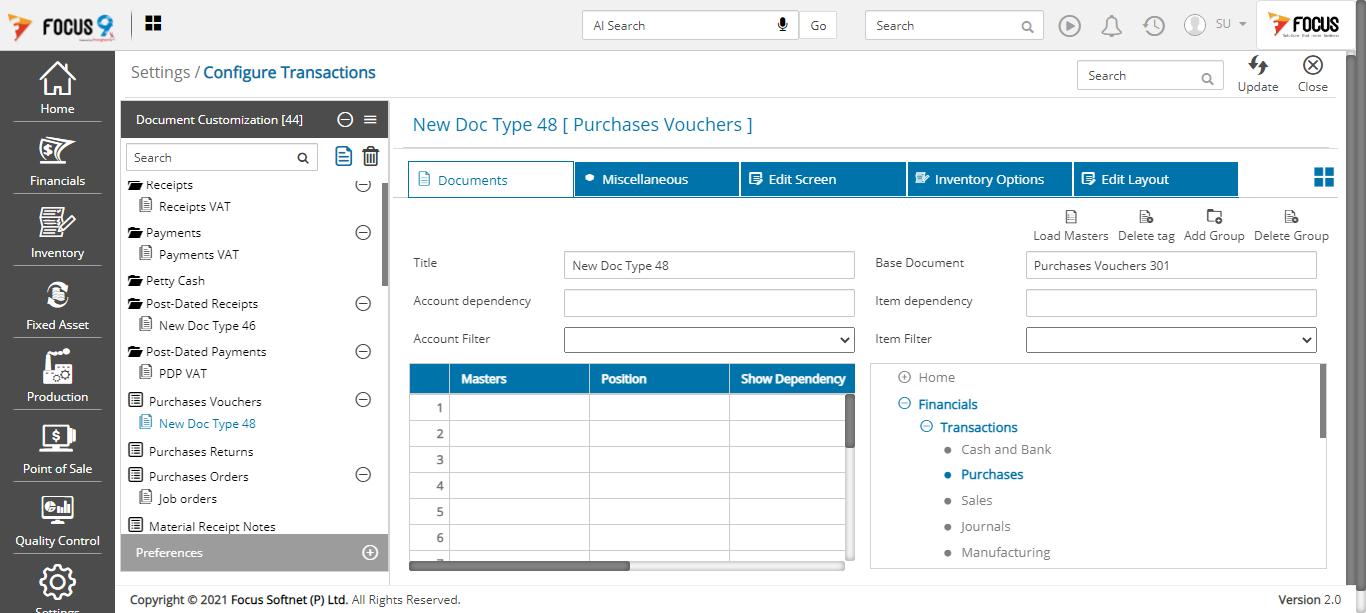 FOCUS 9
AI Search
Go
Search
SU
FOCUS
Home
Financials
Inventory
Fixed Asset
Production
Point of Sale
Quality Control
Settings
Settings / Configure Transactions
Search
Update
Close
Document Customization [44]
Search
Receipts
Receipts VAT
Payments
Payments VAT
Petty Cash
Post-Dated Receipts
New Doc Type 46
Post-Dated Payments
PDP VAT
Purchases Vouchers
New Doc Type 48
Purchases Returns
Purchases Orders
Job orders
Material Receipt Notes
Preferences
New Doc Type 48 [ Purchases Vouchers ]
Documents
Miscellaneous
Edit Screen
Inventory Options
Edit Layout
Load Masters
Delete tag
Add Group
Delete Group
Title
New Doc Type 48
Base Document
Purchases Vouchers 301
Account dependency
Item dependency
Account Filter
Item Filter
Masters
Position
Show Dependency
1
2
3
4
5
6
Home
Financials
Transactions
Cash and Bank
Purchases
Sales
Journals
Manufacturing
Copyright © 2021 Focus Softnet (P) Ltd. All Rights Reserved.
Version 2.0